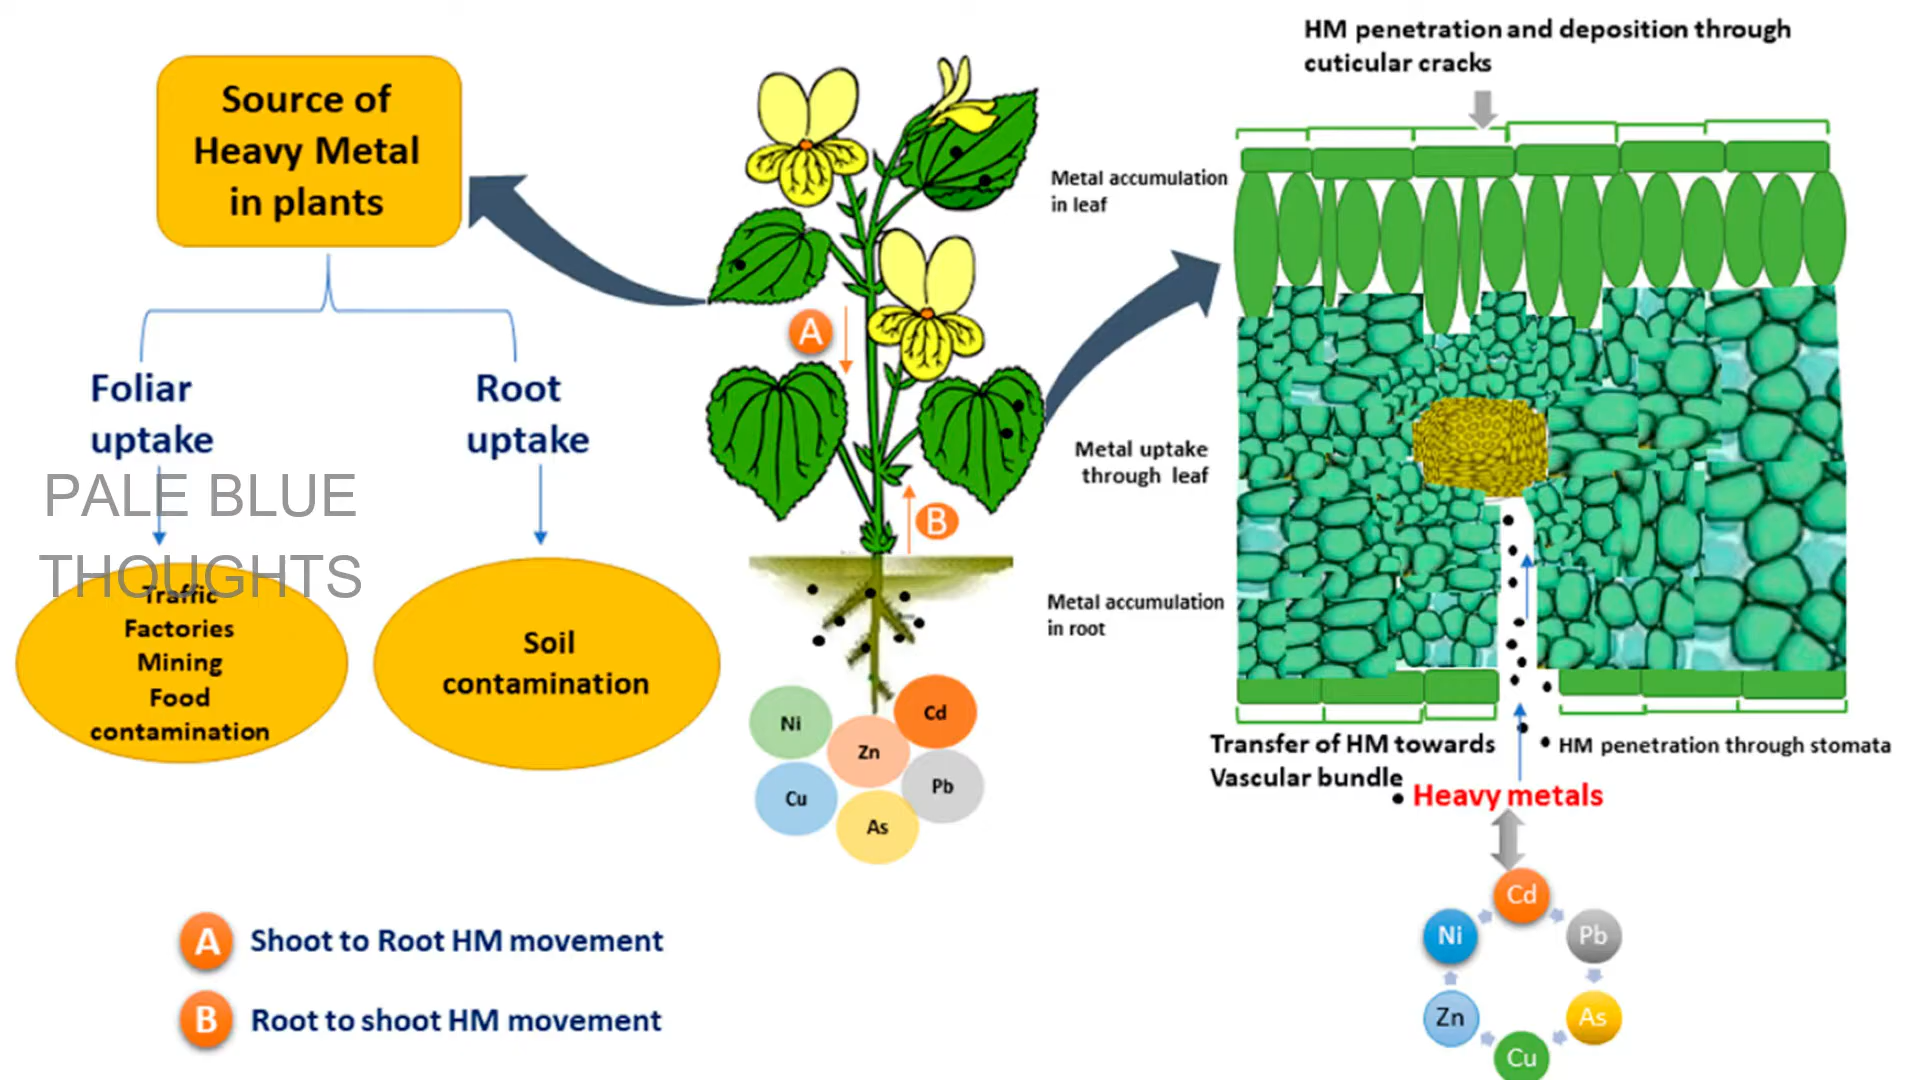 HM penetration and deposition through
cuticular cracks
Source of
Heavy Metal
in plants
Metal accumulation
in leaf
A
Foliar
uptake
Root
uptake
Metal uptake
through leaf
PALE BLUE
THOUGHTS
B
Traffic
Factories
Mining
Food
contamination
Soil
contamination
Metal accumulation
in root
Ni
Cd
Zn
Pb
Cu
As
Transfer of HM towards
Vascular bundle
HM penetration through stomata
Heavy metals
Cd
Ni
Pb
Zn
As
Cu
A Shoot to Root HM movement
B Root to shoot HM movement